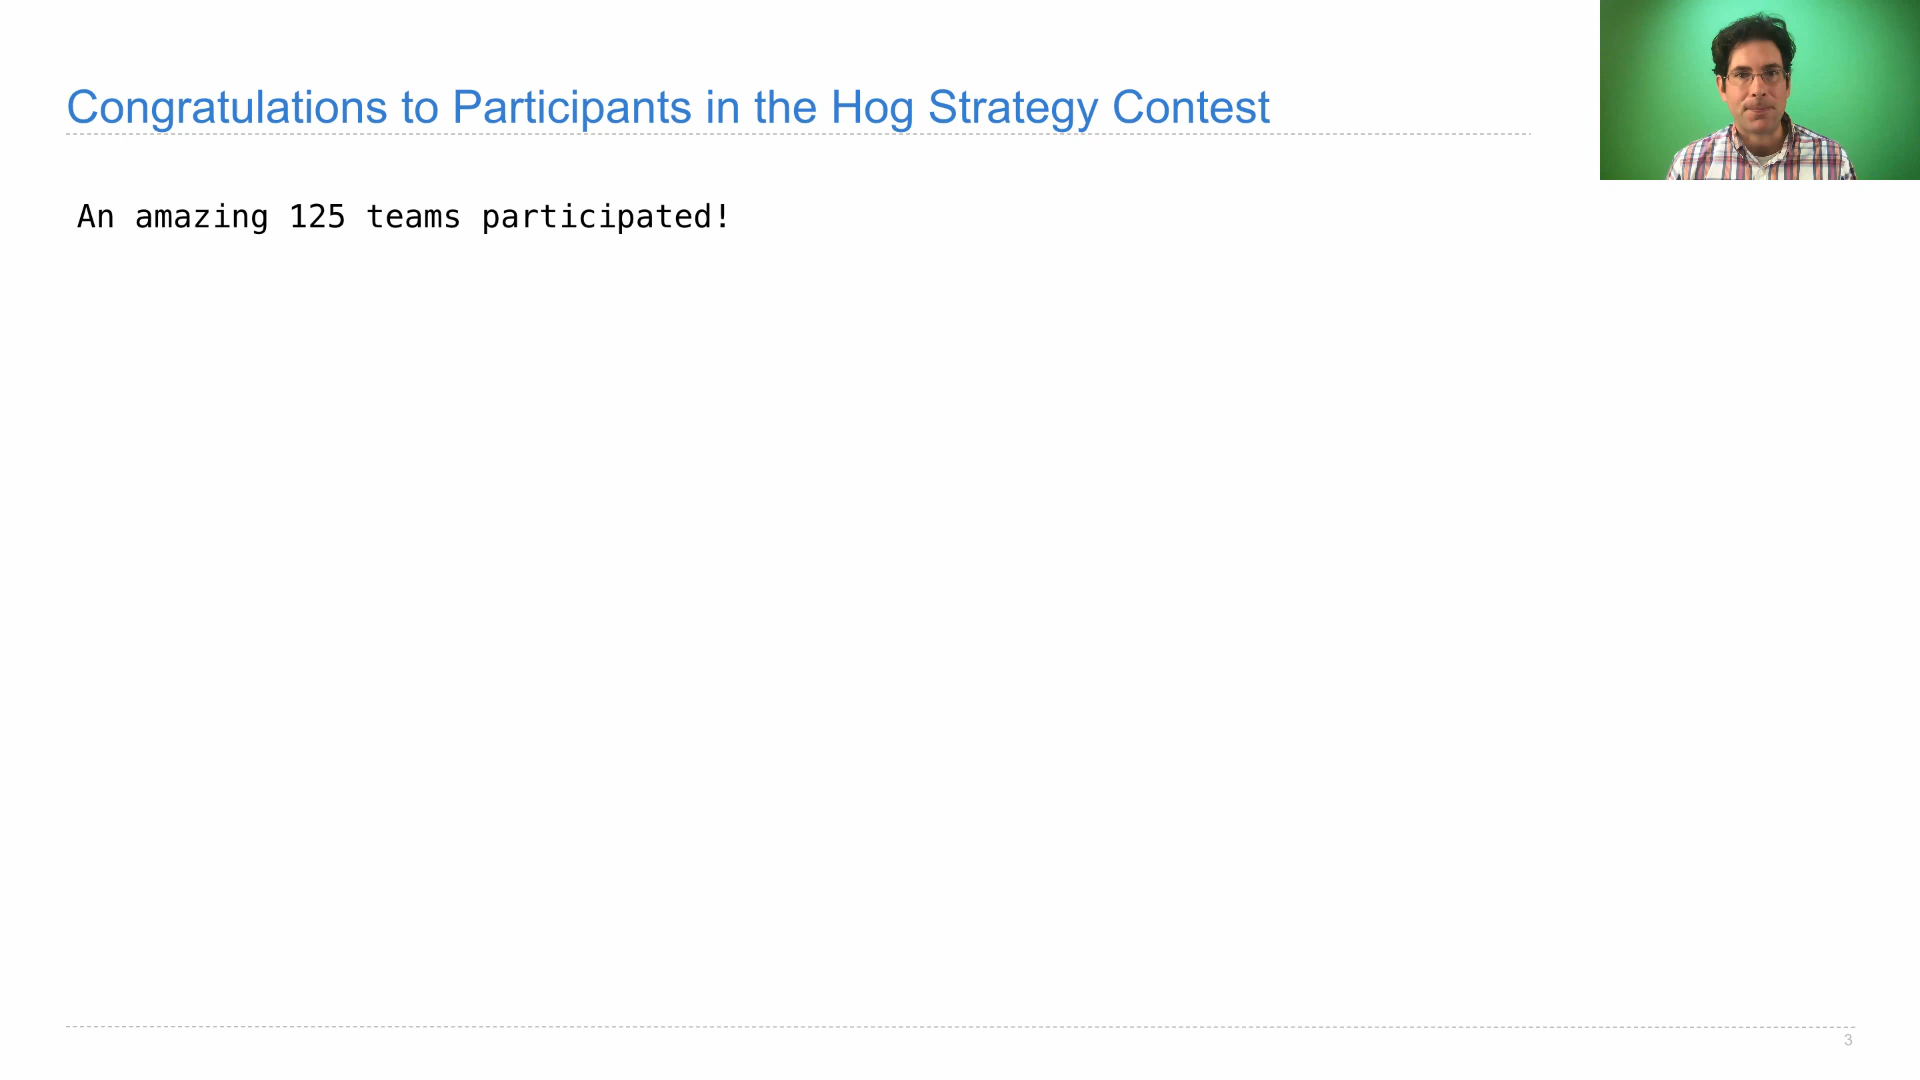 Congratulations to Participants in the Hog Strategy Contest
An amazing 125 teams participated!
3